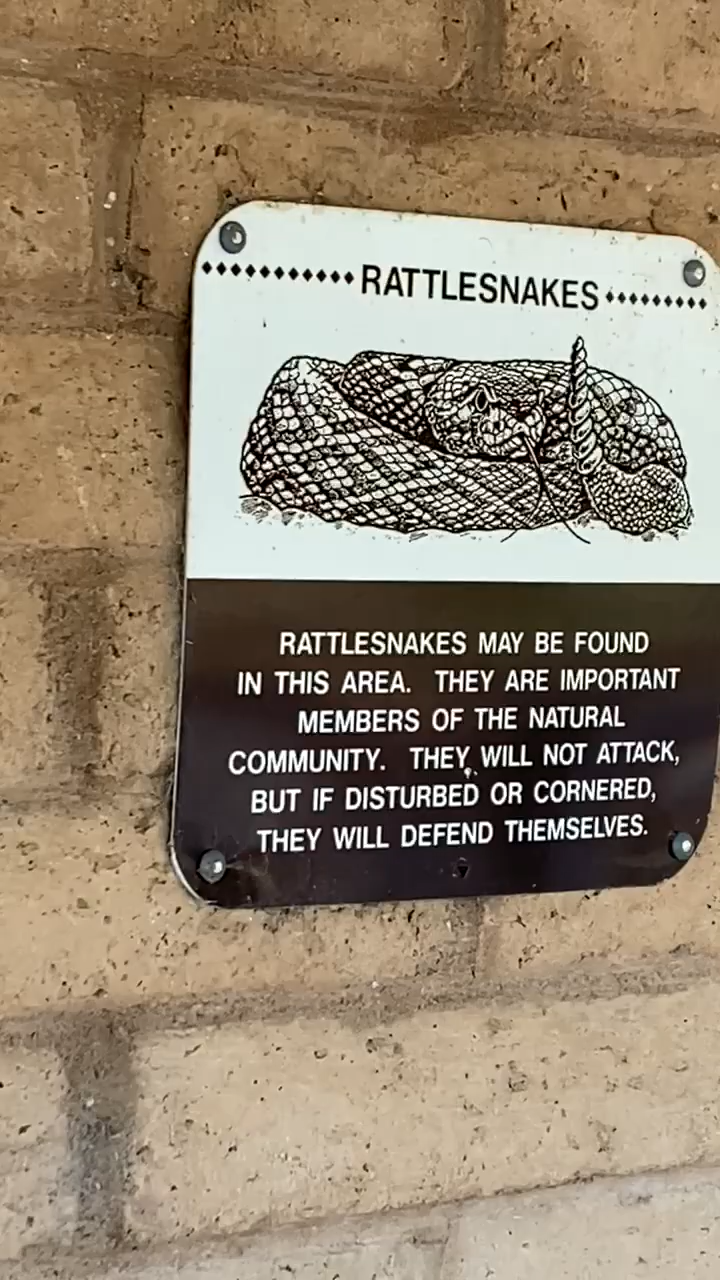 RATTLESNAKES
RATTLESNAKES MAY BE FOUND
IN THIS AREA. THEY ARE IMPORTANT
MEMBERS OF THE NATURAL
COMMUNITY. THEY WILL NOT ATTACK,
BUT IF DISTURBED OR CORNERED,
THEY WILL DEFEND THEMSELVES.